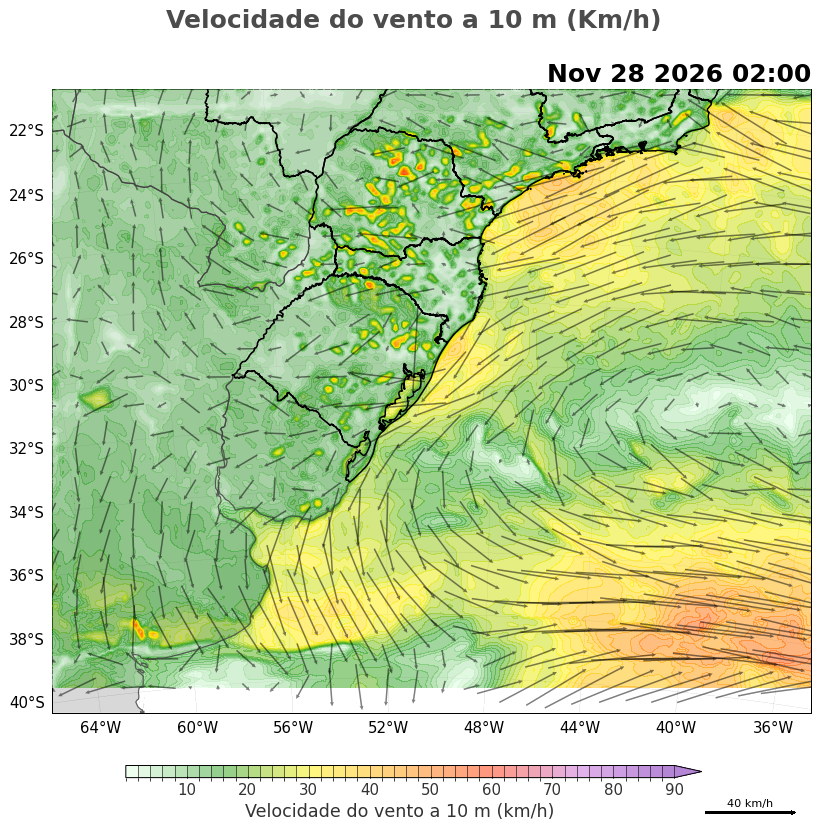 Velocidade do vento a 10 m (Km/h)
Nov 28 2026 02:00
22°S
24°S
26°S
28°S
30°S
32°S
34°S
36°S
38°S
40°S
64°W 60°W 56°W 52°W 48°W 44°W 40°W 36°W
10 20 30 40 50 60 70 80 90
Velocidade do vento a 10 m (km/h)
40 km/h